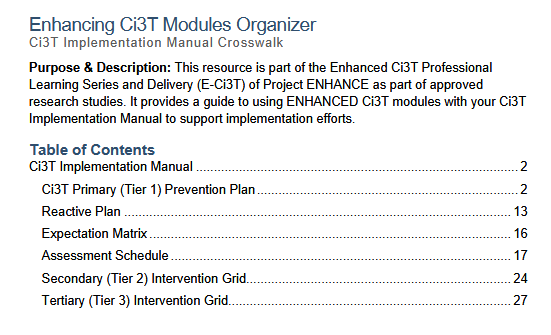 Enhancing Ci3T Modules Organizer
Ci3T Implementation Manual Crosswalk
Purpose & Description: This resource is part of the Enhanced Ci3T Professional
Learning Series and Delivery (E-Ci3T) of Project ENHANCE as part of approved
research studies. It provides a guide to using ENHANCED Ci3T modules with your Ci3T
Implementation Manual to support implementation efforts.
Table of Contents
Ci3T Implementation Manual ........................................................................ 2
Ci3T Primary (Tier 1) Prevention Plan ......................................................... 2
Reactive Plan ....................................................................................... 13
Expectation Matrix .................................................................................. 16
Assessment Schedule ............................................................................. 17
Secondary (Tier 2) Intervention Grid............................................................ 24
Tertiary (Tier 3) Intervention Grid................................................................ 27